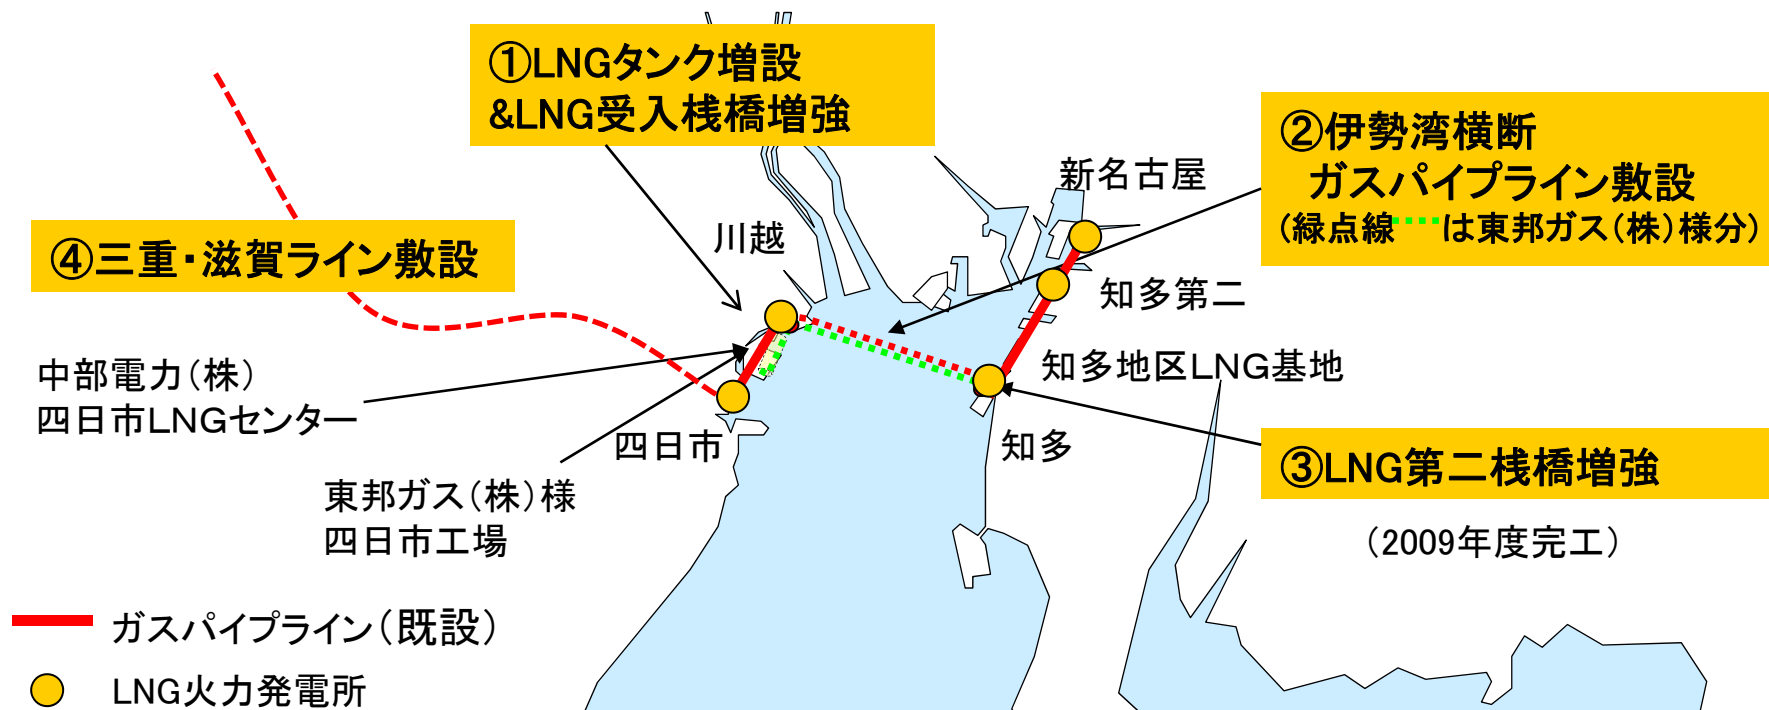 ①LNGタンク増設
&LNG受入桟橋増強
②伊勢湾横断
ガスパイプライン敷設
(緑点線 は東邦ガス(株)様分)
新名古屋
川越
④三重・滋賀ライン敷設
知多第二
知多地区LNG基地
中部電力(株)
四日市LNGセンター
四日市
知多
③LNG第二桟橋増強
東邦ガス(株)様
四日市工場
(2009年度完工)
ガスパイプライン(既設)
LNG火力発電所